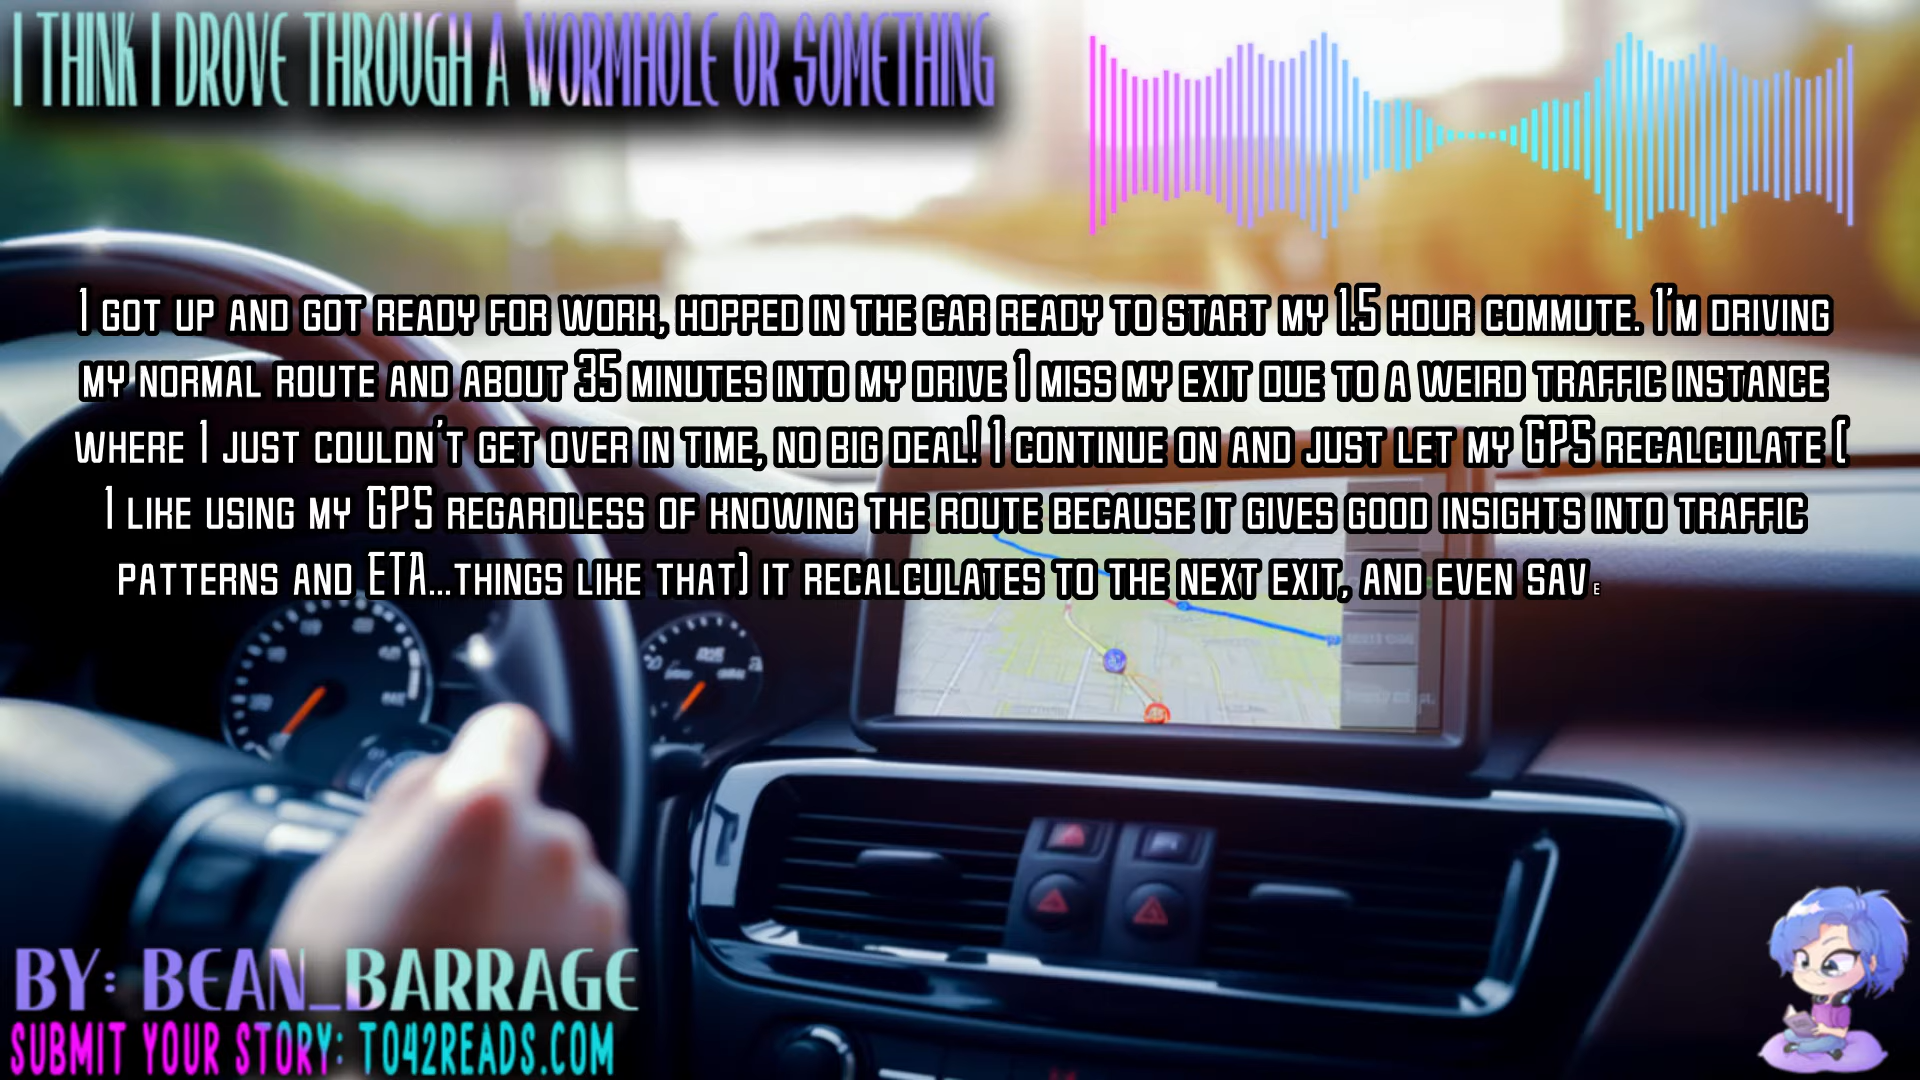 I THINK I DROVE THROUGH A WORMHOLE OR SOMETHING
I GOT UP AND GOT READY FOR WORK, HOPPED IN THE CAR READY TO START MY 1.5 HOUR COMMUTE. I'M DRIVING
MY NORMAL ROUTE AND ABOUT 35 MINUTES INTO MY DRIVE I MISS MY EXIT DUE TO A WEIRD TRAFFIC INSTANCE
WHERE I JUST COULDN'T GET OVER IN TIME, NO BIG DEAL! I CONTINUE ON AND JUST LET MY GPS RECALCULATE (
I LIKE USING MY GPS REGARDLESS OF KNOWING THE ROUTE BECAUSE IT GIVES GOOD INSIGHTS INTO TRAFFIC
PATTERNS AND ETA...THINGS LIKE THAT) IT RECALCULATES TO THE NEXT EXIT, AND EVEN SAVE
BY: BEAN_BARRAGE
SUBMIT YOUR STORY: TO42READS.COM